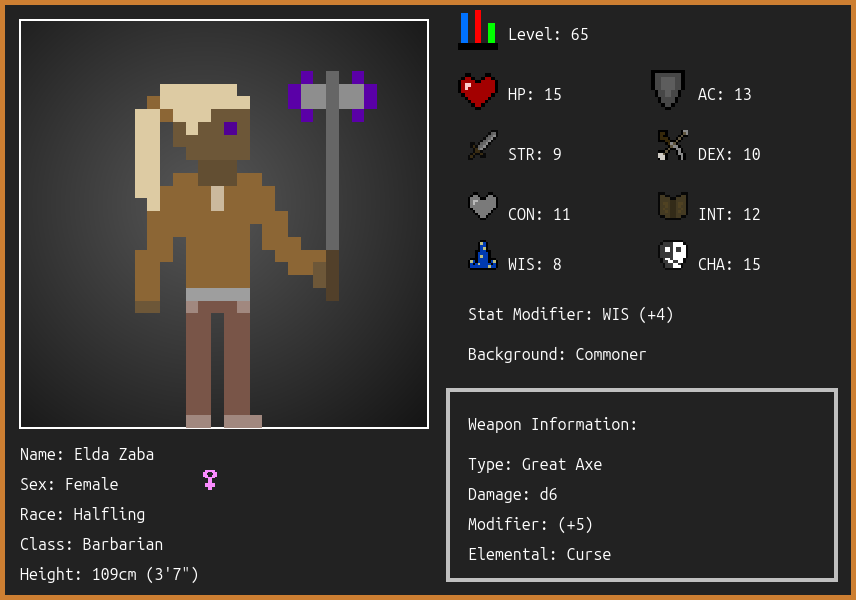 Level: 65
HP: 15
AC: 13
STR: 9
DEX: 10
CON: 11
INT: 12
WIS: 8
CHA: 15
Stat Modifier: WIS (+4)
Background: Commoner
Weapon Information:
Type: Great Axe
Damage: d6
Modifier: (+5)
Elemental: Curse
Name: Elda Zaba
Sex: Female
Race: Halfling
Class: Barbarian
Height: 109cm (3'7")